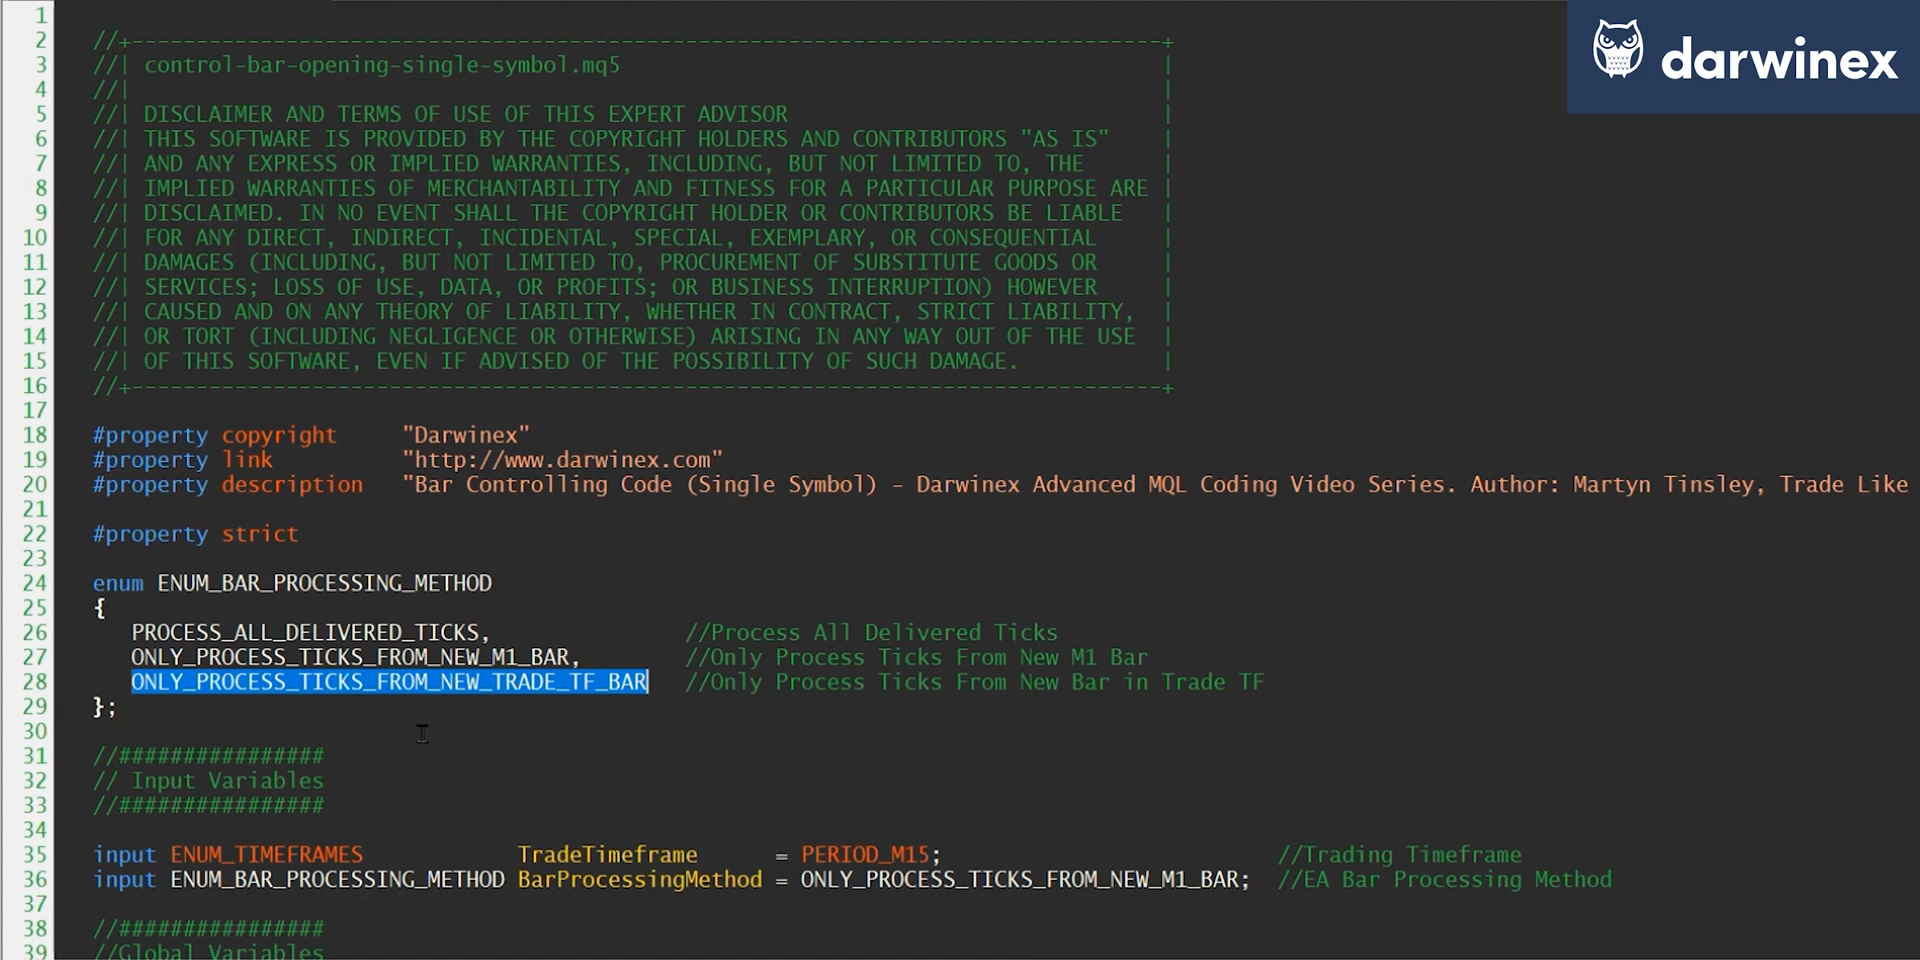 darwinex
1
2 //+--------------------------------------------------------------------------------+
3 //| control-bar-opening-single-symbol.mq5 |
4 //| |
5 //| DISCLAIMER AND TERMS OF USE OF THIS EXPERT ADVISOR |
6 //| THIS SOFTWARE IS PROVIDED BY THE COPYRIGHT HOLDERS AND CONTRIBUTORS "AS IS" |
7 //| AND ANY EXPRESS OR IMPLIED WARRANTIES, INCLUDING, BUT NOT LIMITED TO, THE |
8 //| IMPLIED WARRANTIES OF MERCHANTABILITY AND FITNESS FOR A PARTICULAR PURPOSE ARE |
9 //| DISCLAIMED. IN NO EVENT SHALL THE COPYRIGHT HOLDER OR CONTRIBUTORS BE LIABLE |
10 //| FOR ANY DIRECT, INDIRECT, INCIDENTAL, SPECIAL, EXEMPLARY, OR CONSEQUENTIAL |
11 //| DAMAGES (INCLUDING, BUT NOT LIMITED TO, PROCUREMENT OF SUBSTITUTE GOODS OR |
12 //| SERVICES; LOSS OF USE, DATA, OR PROFITS; OR BUSINESS INTERRUPTION) HOWEVER |
13 //| CAUSED AND ON ANY THEORY OF LIABILITY, WHETHER IN CONTRACT, STRICT LIABILITY, |
14 //| OR TORT (INCLUDING NEGLIGENCE OR OTHERWISE) ARISING IN ANY WAY OUT OF THE USE |
15 //| OF THIS SOFTWARE, EVEN IF ADVISED OF THE POSSIBILITY OF SUCH DAMAGE. |
16 //+--------------------------------------------------------------------------------+
17
18 #property copyright "Darwinex"
19 #property link "http://www.darwinex.com"
20 #property description "Bar Controlling Code (Single Symbol) - Darwinex Advanced MQL Coding Video Series. Author: Martyn Tinsley, Trade Like
21
22 #property strict
23
24 enum ENUM_BAR_PROCESSING_METHOD
25 {
26 PROCESS_ALL_DELIVERED_TICKS, //Process All Delivered Ticks
27 ONLY_PROCESS_TICKS_FROM_NEW_M1_BAR, //Only Process Ticks From New M1 Bar
28 ONLY_PROCESS_TICKS_FROM_NEW_TRADE_TF_BAR //Only Process Ticks From New Bar in Trade TF
29 };
30
31 //################
32 // Input Variables
33 //################
34
35 input ENUM_TIMEFRAMES TradeTimeframe = PERIOD_M15; //Trading Timeframe
36 input ENUM_BAR_PROCESSING_METHOD BarProcessingMethod = ONLY_PROCESS_TICKS_FROM_NEW_M1_BAR; //EA Bar Processing Method
37
38 //################
39 //Global Variables